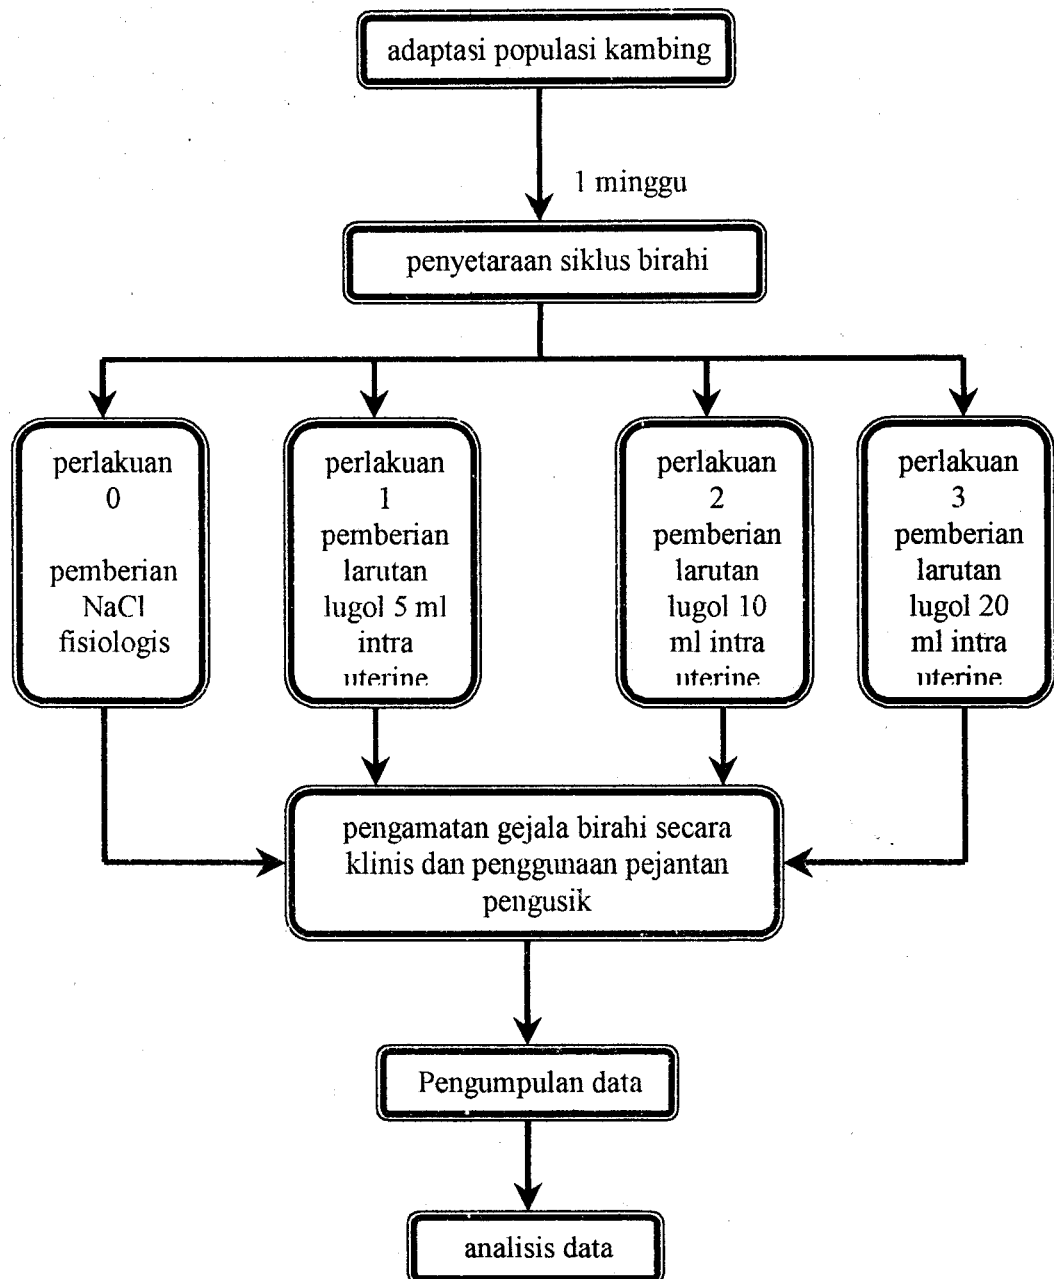 adaptasi populasi kambing
1 minggu
penyetaraan siklus birahi
perlakuan
0
pemberian
NaCl
fisiologis
perlakuan
1
pemberian
larutan
lugol 5 ml
intra
uterine
perlakuan
2
pemberian
larutan
lugol 10
ml intra
uterine
perlakuan
3
pemberian
larutan
lugol 20
ml intra
uterine
pengamatan gejala birahi secara
klinis dan penggunaan pejantan
pengusik
Pengumpulan data
analisis data